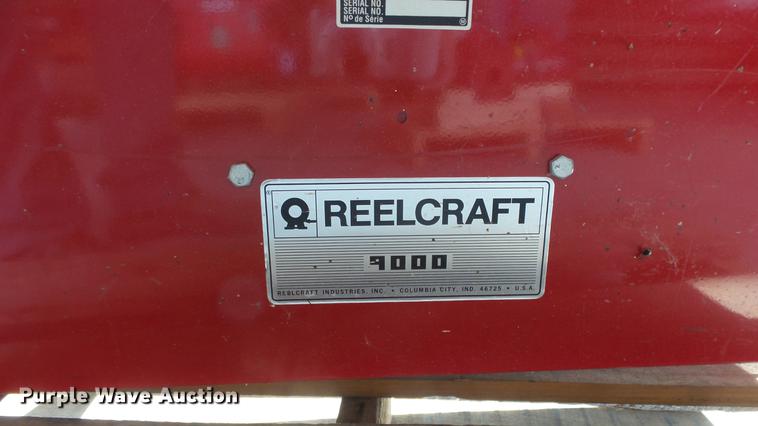 SERIAL NO.
SERIAL NO.
Nº de Série
M
® REELCRAFT
9000
REELCRAFT INDUSTRIES, INC. • COLUMBIA CITY, IND. 46725 • U.S.A.
Purple Wave Auction